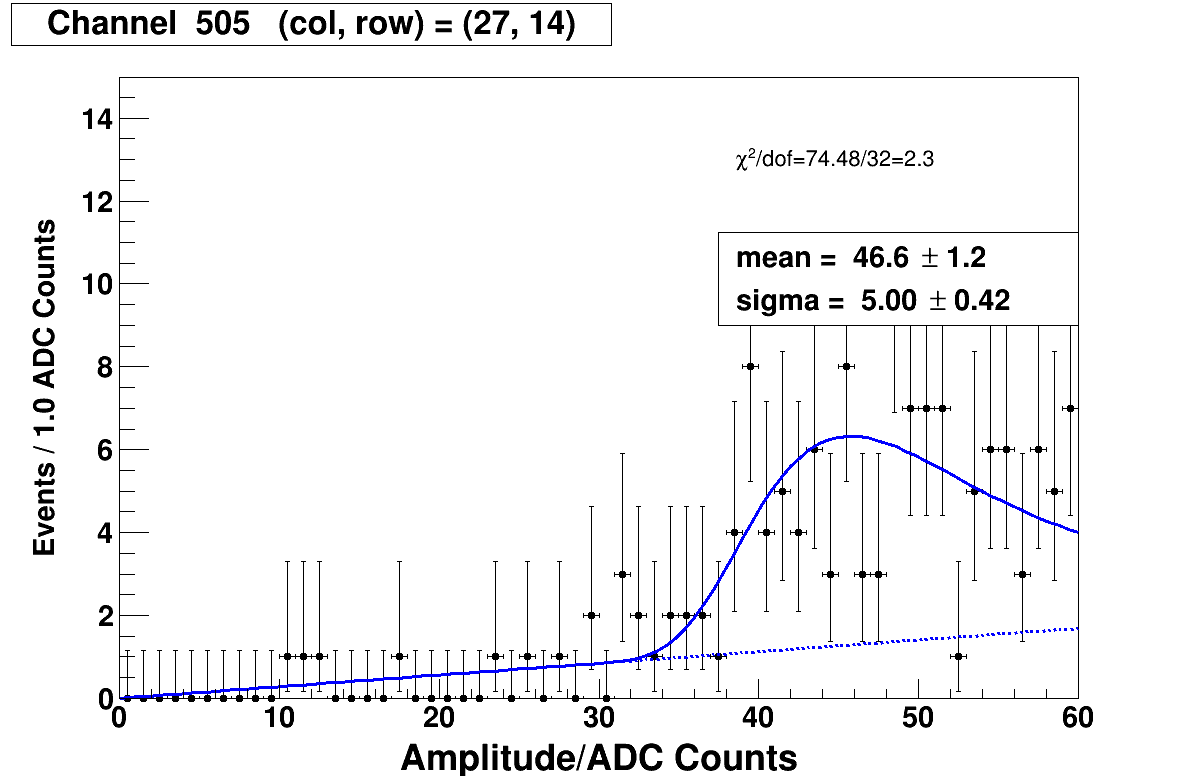 Channel 505 (col, row) = (27, 14)
χ²/dof=74.48/32=2.3
mean = 46.6 ± 1.2
sigma = 5.00 ± 0.42
Events / 1.0 ADC Counts
14
12
10
8
6
4
2
0
0 10 20 30 40 50 60
Amplitude/ADC Counts